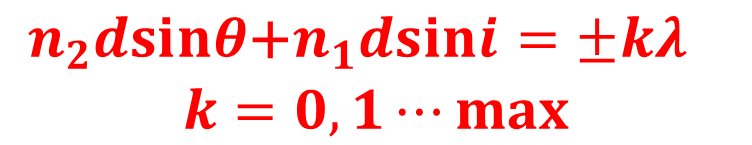 n₂dsinθ+n₁dsini = ±kλ
k = 0, 1 ⋯ max